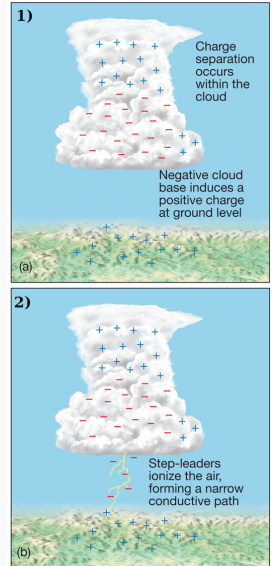 1)
Charge
separation
occurs
within the
cloud
Negative cloud
base induces a
positive charge
at ground level
(a)
2)
Step-leaders
ionize the air,
forming a narrow
conductive path
(b)